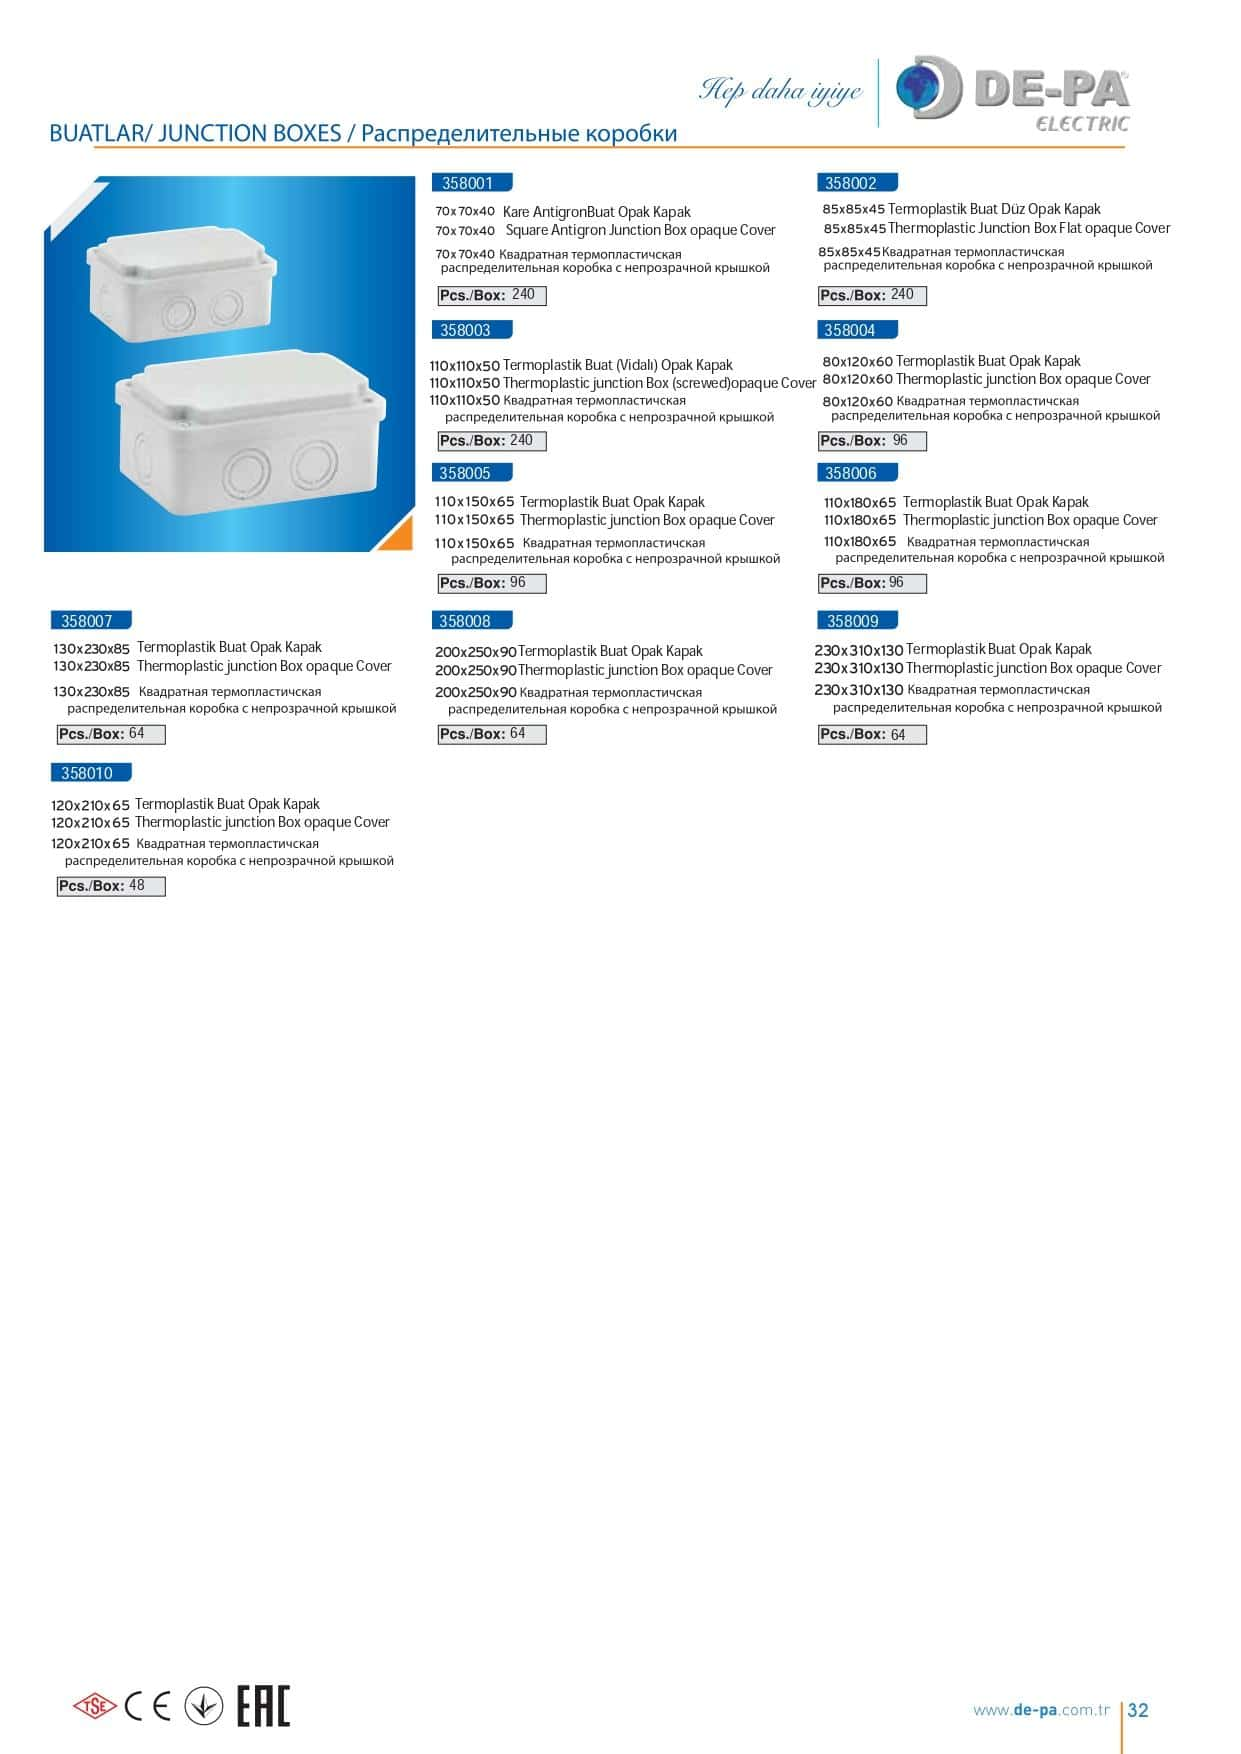 Hep daha iyiye
DE-PA
ELECTRIC
BUATLAR/ JUNCTION BOXES / Распределительные коробки
358001
70x70x40 Kare AntigronBuat Opak Kapak
70x70x40 Square Antigron Junction Box opaque Cover
70x70x40 Квадратная термопластичская
распределительная коробка с непрозрачной крышкой
Pcs./Box: 240
358002
85x85x45 Termoplastik Buat Düz Opak Kapak
85x85x45 Thermoplastic Junction Box Flat opaque Cover
85x85x45 Квадратная термопластичская
распределительная коробка с непрозрачной крышкой
Pcs./Box: 240
358003
110x110x50 Termoplastik Buat (Vidalı) Opak Kapak
110x110x50 Thermoplastic junction Box (screwed)opaque Cover
110x110x50 Квадратная термопластичская
распределительная коробка с непрозрачной крышкой
Pcs./Box: 240
358004
80x120x60 Termoplastik Buat Opak Kapak
80x120x60 Thermoplastic junction Box opaque Cover
80x120x60 Квадратная термопластичская
распределительная коробка с непрозрачной крышкой
Pcs./Box: 96
358005
110x150x65 Termoplastik Buat Opak Kapak
110x150x65 Thermoplastic junction Box opaque Cover
110x150x65 Квадратная термопластичская
распределительная коробка с непрозрачной крышкой
Pcs./Box: 96
358006
110x180x65 Termoplastik Buat Opak Kapak
110x180x65 Thermoplastic junction Box opaque Cover
110x180x65 Квадратная термопластичская
распределительная коробка с непрозрачной крышкой
Pcs./Box: 96
358007
130x230x85 Termoplastik Buat Opak Kapak
130x230x85 Thermoplastic junction Box opaque Cover
130x230x85 Квадратная термопластичская
распределительная коробка с непрозрачной крышкой
Pcs./Box: 64
358008
200x250x90 Termoplastik Buat Opak Kapak
200x250x90 Thermoplastic junction Box opaque Cover
200x250x90 Квадратная термопластичская
распределительная коробка с непрозрачной крышкой
Pcs./Box: 64
358009
230x310x130 Termoplastik Buat Opak Kapak
230x310x130 Thermoplastic junction Box opaque Cover
230x310x130 Квадратная термопластичская
распределительная коробка с непрозрачной крышкой
Pcs./Box: 64
358010
120x210x65 Termoplastik Buat Opak Kapak
120x210x65 Thermoplastic junction Box opaque Cover
120x210x65 Квадратная термопластичская
распределительная коробка с непрозрачной крышкой
Pcs./Box: 48
TSE CE EAC
www.de-pa.com.tr 32